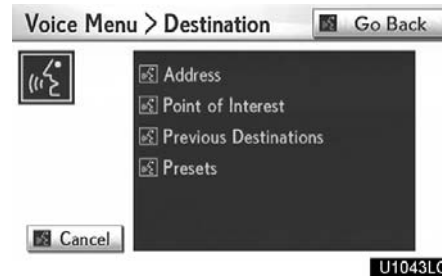 Voice Menu > Destination
Go Back
Address
Point of Interest
Previous Destinations
Presets
Cancel
U1043LC